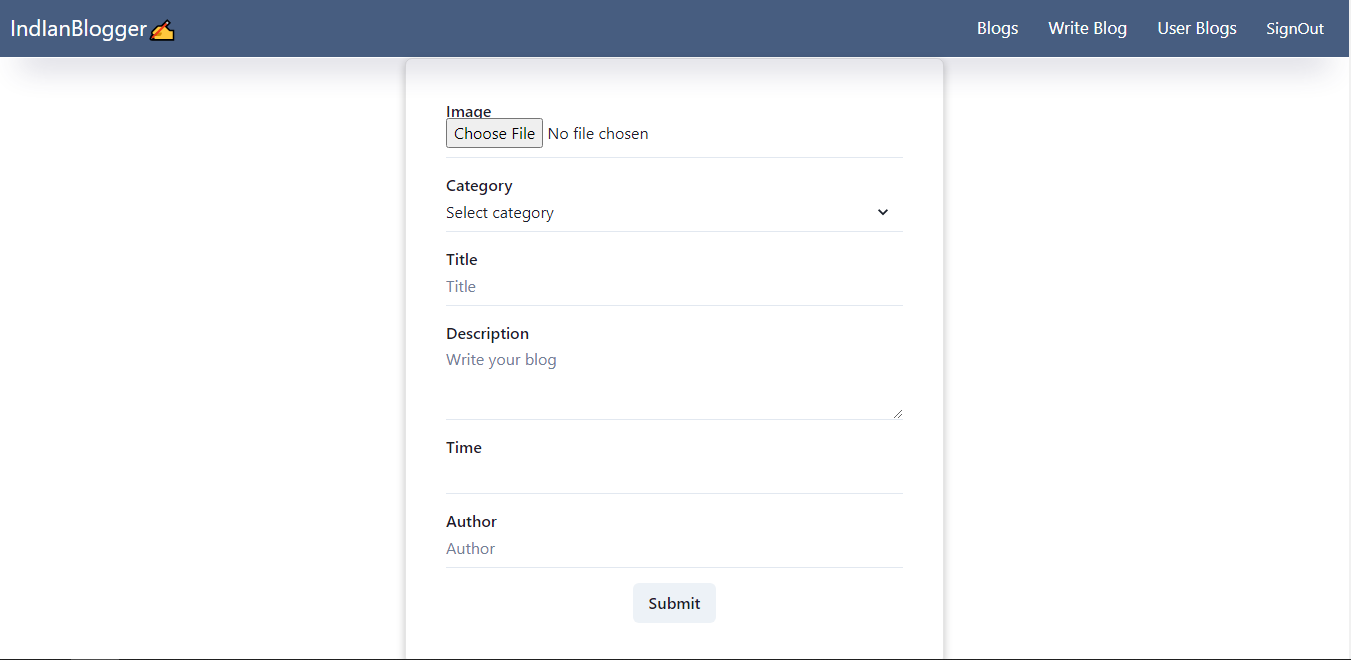 IndIanBlogger✍
Blogs Write Blog User Blogs SignOut
Image
Choose File No file chosen
Category
Select category
Title
Title
Description
Write your blog
Time
Author
Author
Submit